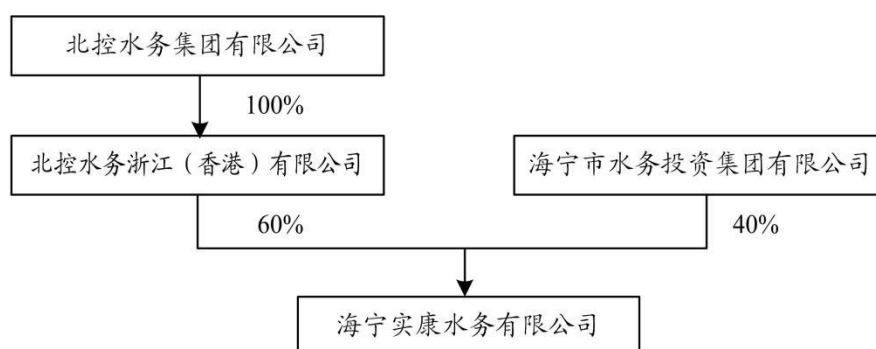 北控水务集团有限公司
100%
北控水务浙江（香港）有限公司
海宁市水务投资集团有限公司
60%
40%
海宁实康水务有限公司